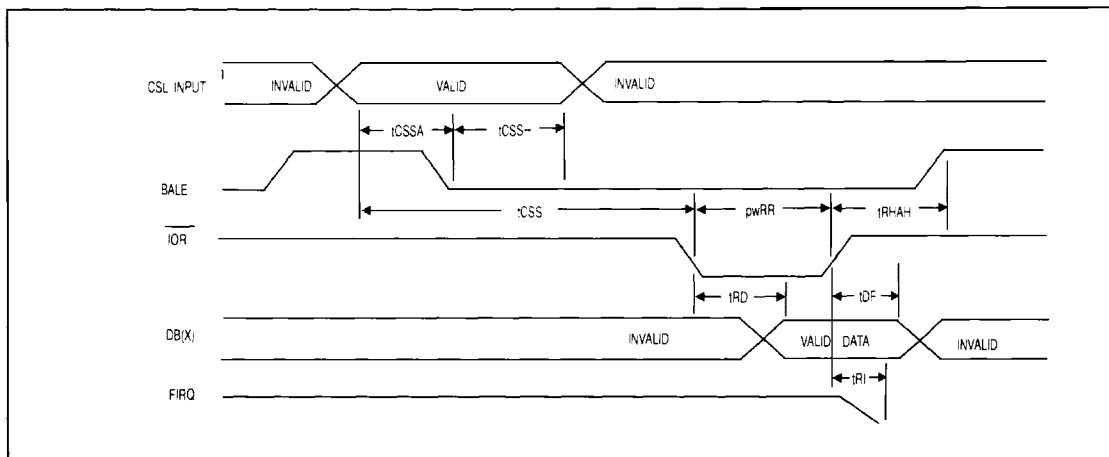 CSL INPUT INVALID VALID INVALID
tCSSA tCSS-
BALE
tCSS pwRR tRHAH
IOR
tRD tDF
DB(X) INVALID VALID DATA INVALID
tRI
FIRQ